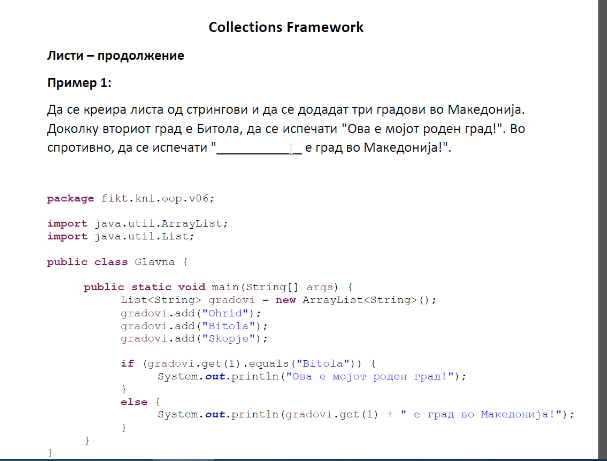 Collections Framework
Листи – продолжение
Пример 1:
Да се креира листа од стрингови и да се додадат три градови во Македонија.
Доколку вториот град е Битола, да се испечати "Ова е мојот роден град!". Во
спротивно, да се испечати "____________ е град во Македонија!".
package fikt.kni.oop.v06;
import java.util.ArrayList;
import java.util.List;
public class Glavna {
public static void main(String[] args) {
List<String> gradovi = new ArrayList<String>();
gradovi.add("Ohrid");
gradovi.add("Bitola");
gradovi.add("Skopje");
if (gradovi.get(1).equals("Bitola")) {
System.out.println("Ова е мојот роден град!");
}
else {
System.out.println(gradovi.get(1) + " е град во Македонија!");
}
}
}